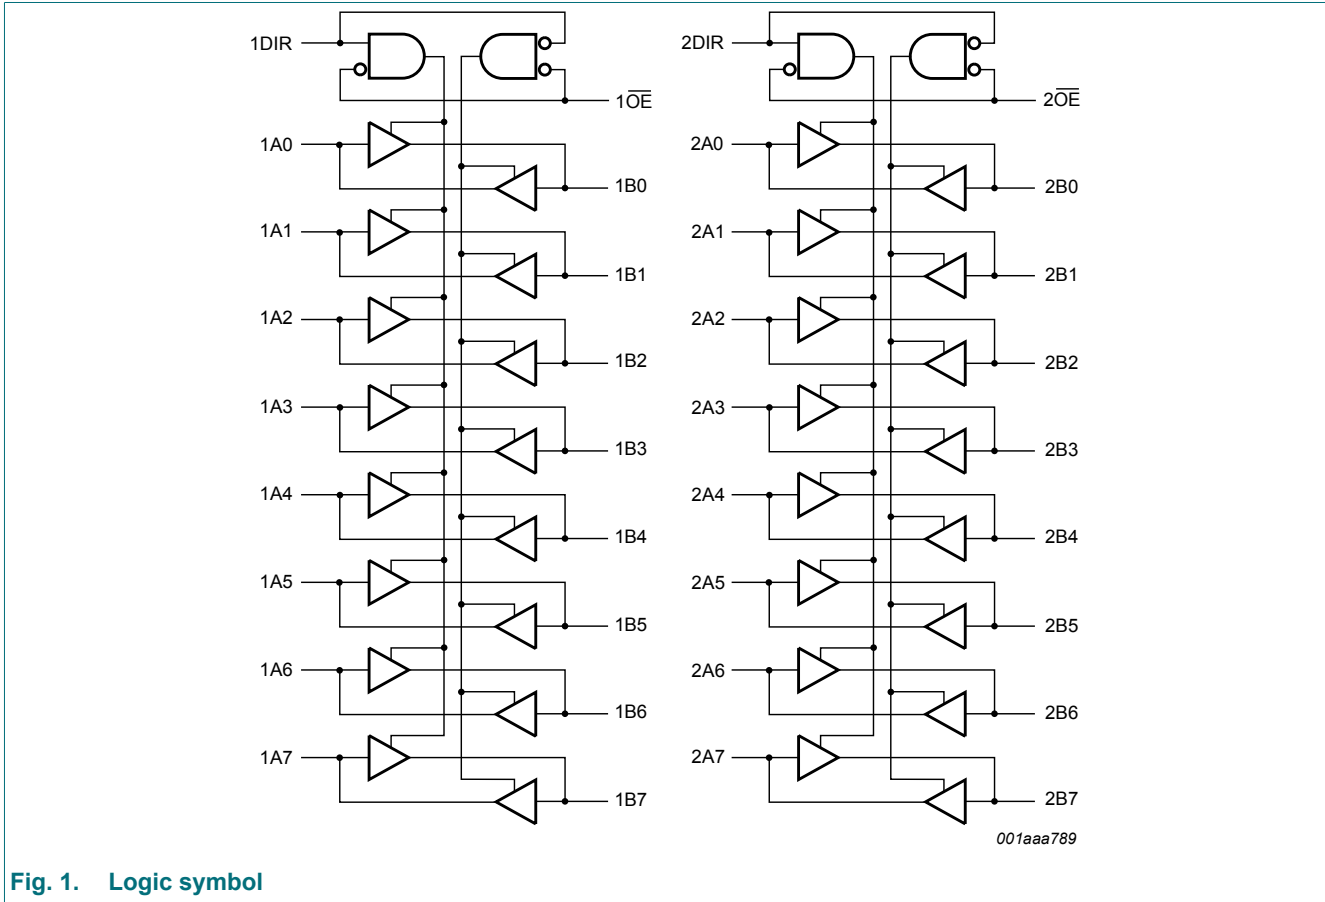 1DIR
2DIR
1O̅E̅
2O̅E̅
1A0
2A0
1B0
2B0
1A1
2A1
1B1
2B1
1A2
2A2
1B2
2B2
1A3
2A3
1B3
2B3
1A4
2A4
1B4
2B4
1A5
2A5
1B5
2B5
1A6
2A6
1B6
2B6
1A7
2A7
1B7
2B7
001aaa789
Fig. 1. Logic symbol